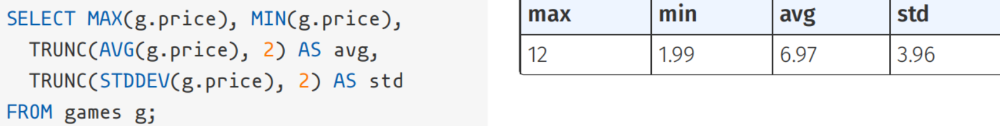 SELECT MAX(g.price), MIN(g.price),
TRUNC(AVG(g.price), 2) AS avg,
TRUNC(STDDEV(g.price), 2) AS std
FROM games g;
max min avg std
12 1.99 6.97 3.96